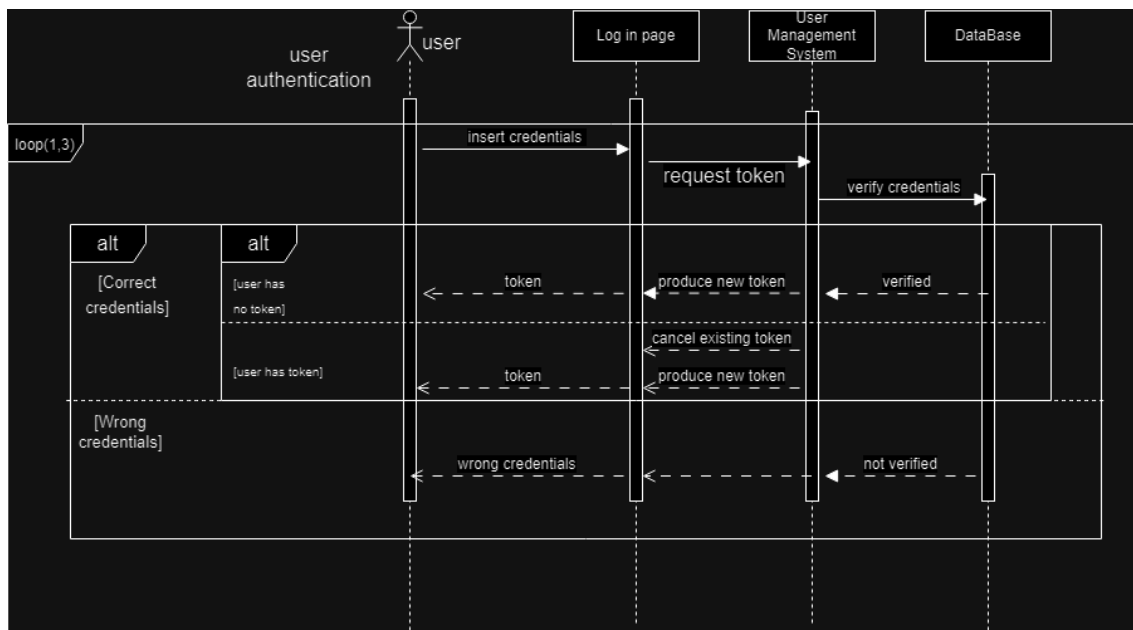 user
authentication
user
Log in page
User
Management
System
DataBase
loop(1,3)
insert credentials
request token
verify credentials
alt
alt
[Correct
credentials]
[user has
no token]
token
produce new token
verified
cancel existing token
[user has token]
token
produce new token
[Wrong
credentials]
wrong credentials
not verified